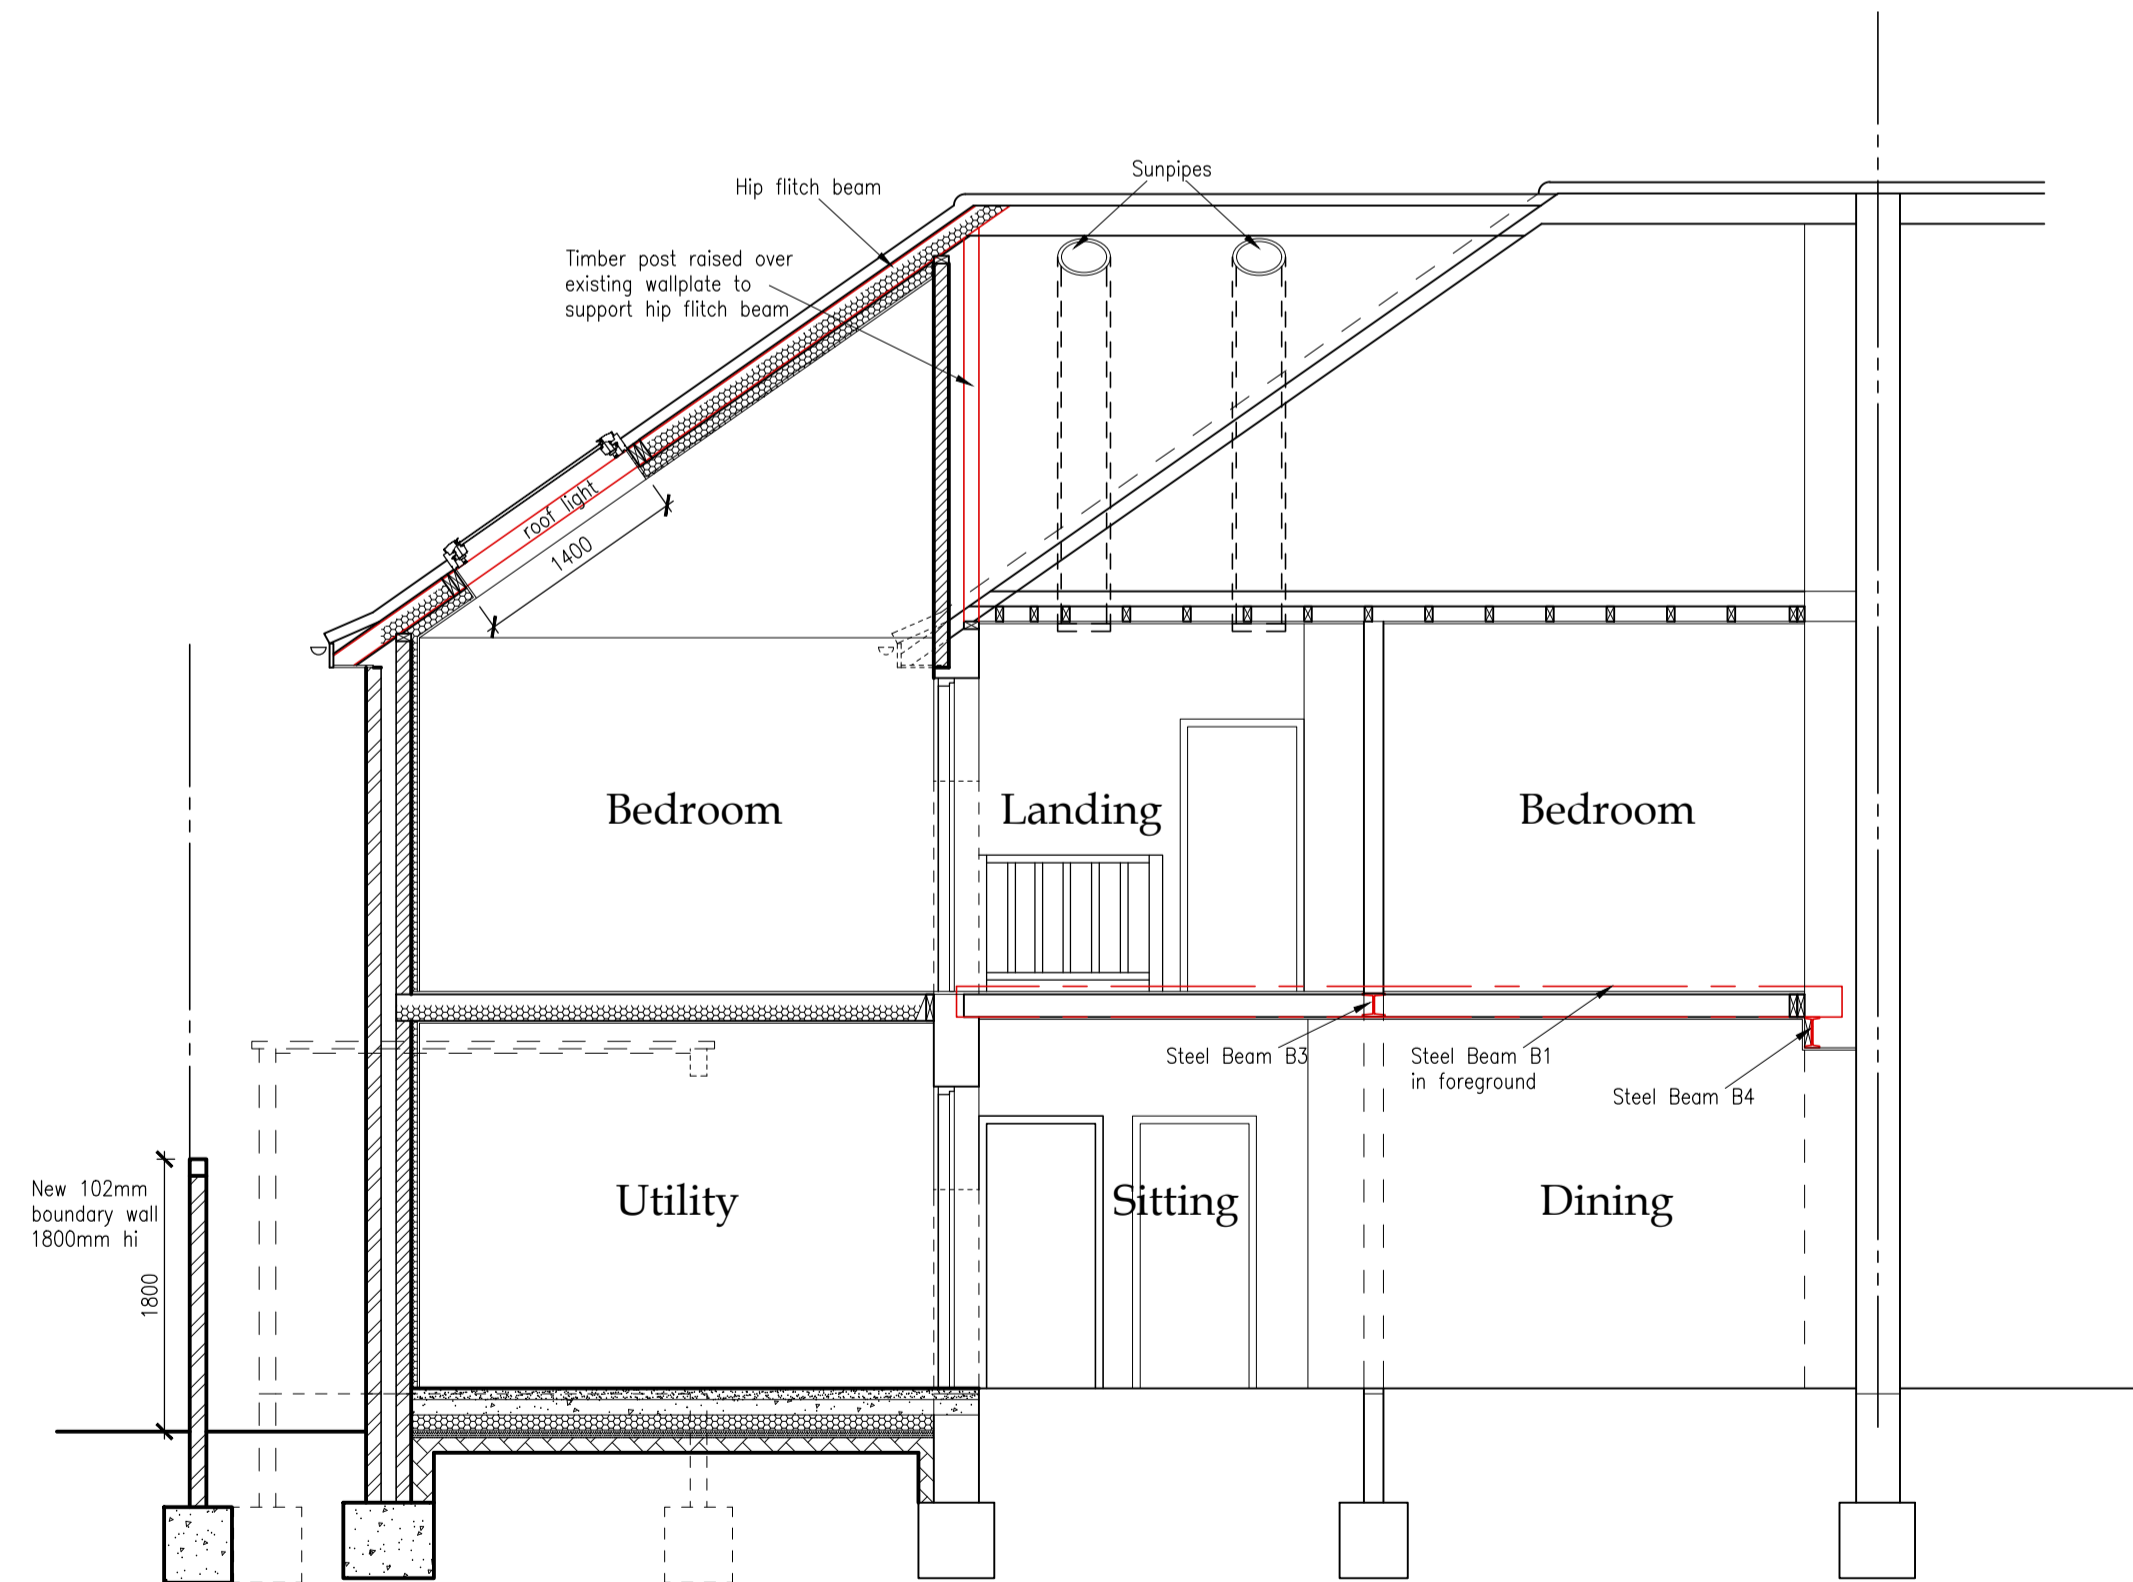 Sunpipes
Hip flitch beam
Timber post raised over
existing wallplate to
support hip flitch beam
roof light
1400
Bedroom
Landing
Bedroom
Steel Beam B3
Steel Beam B1
in foreground
Steel Beam B4
New 102mm
boundary wall
1800mm hi
1800
Utility
Sitting
Dining